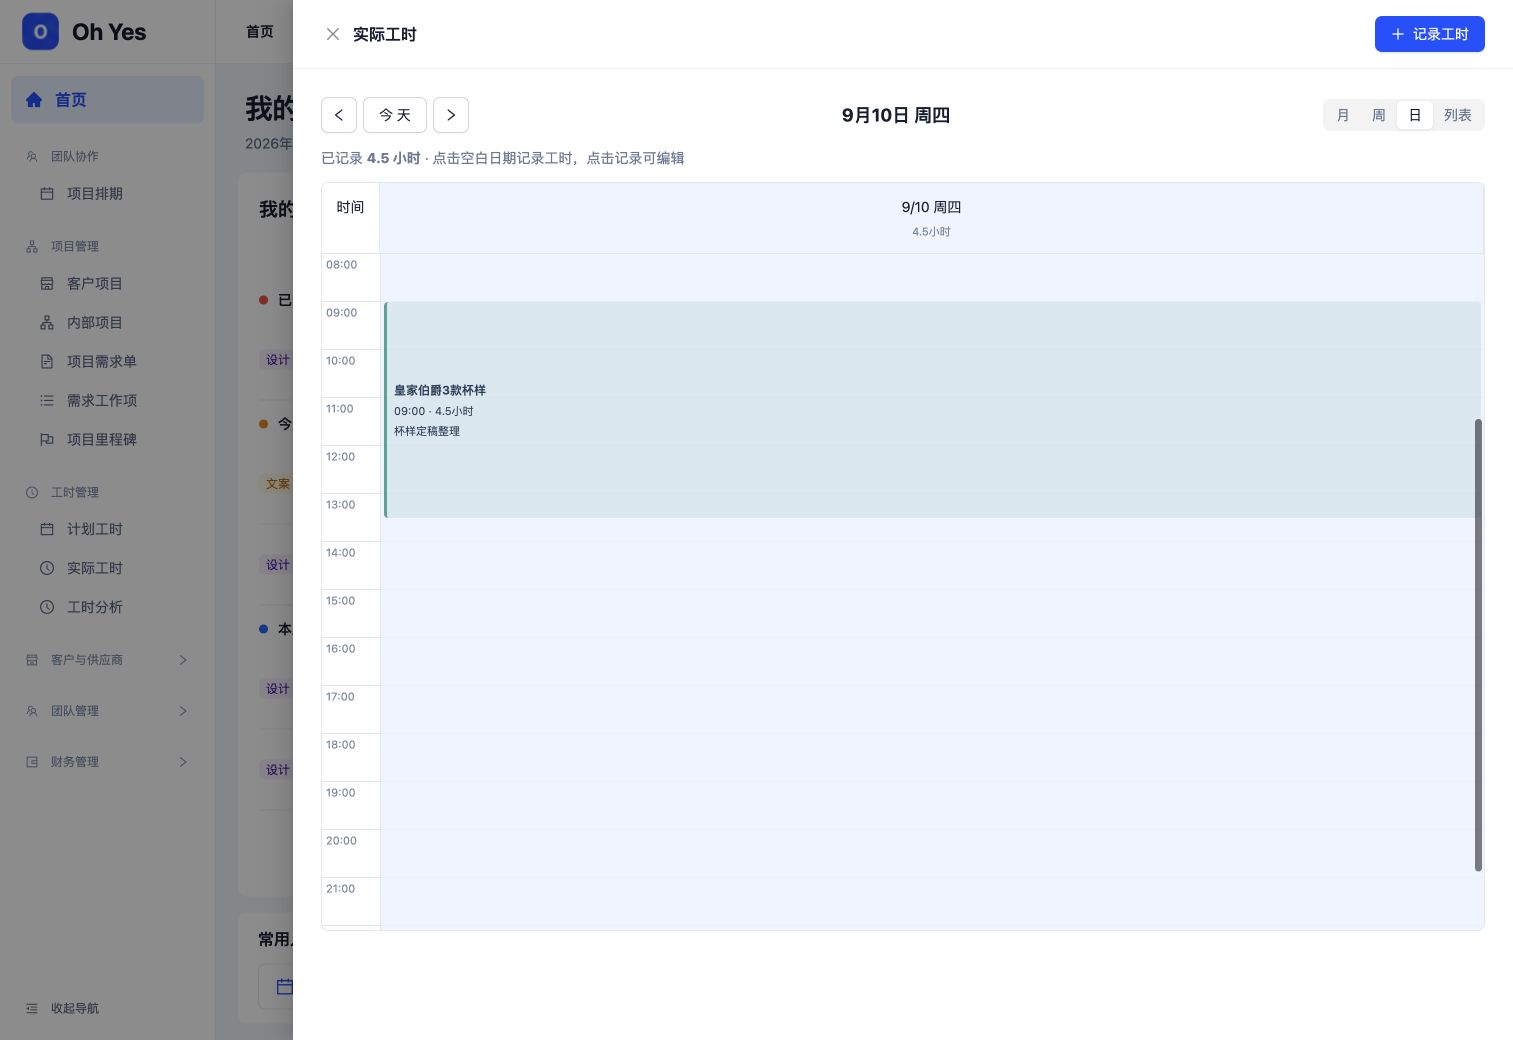 Oh Yes
首页
团队协作
项目排期
项目管理
客户项目
内部项目
项目需求单
需求工作项
项目里程碑
工时管理
计划工时
实际工时
工时分析
客户与供应商
团队管理
财务管理
收起导航
首页
我的
2026年
我的
已
设计
今
文案
设计
本
设计
设计
常用
实际工时
记录工时
今天
9月10日 周四
月 周 日 列表
已记录 4.5 小时 · 点击空白日期记录工时，点击记录可编辑
时间
9/10 周四
4.5小时
08:00
09:00
10:00
皇家伯爵3款杯样
09:00 · 4.5小时
杯样定稿整理
11:00
12:00
13:00
14:00
15:00
16:00
17:00
18:00
19:00
20:00
21:00